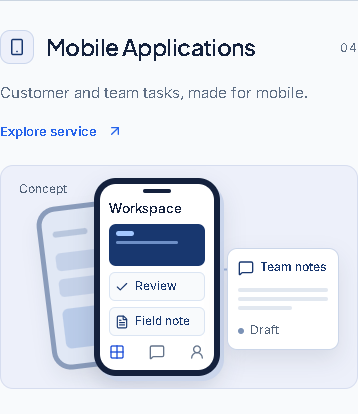 Mobile Applications
04
Customer and team tasks, made for mobile.
Explore service
Concept
Workspace
Review
Field note
Team notes
Draft